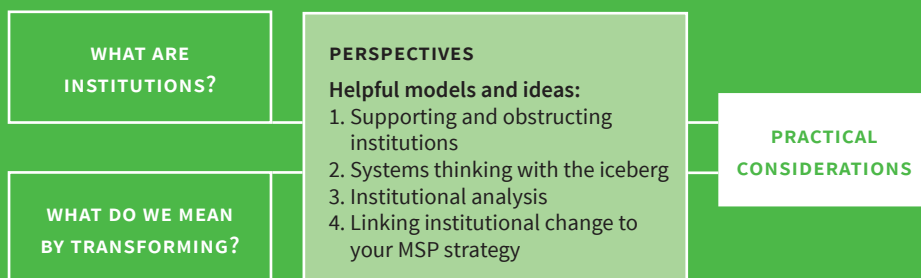 WHAT ARE
INSTITUTIONS?
WHAT DO WE MEAN
BY TRANSFORMING?
PERSPECTIVES
Helpful models and ideas:
1. Supporting and obstructing
institutions
2. Systems thinking with the iceberg
3. Institutional analysis
4. Linking institutional change to
your MSP strategy
PRACTICAL
CONSIDERATIONS